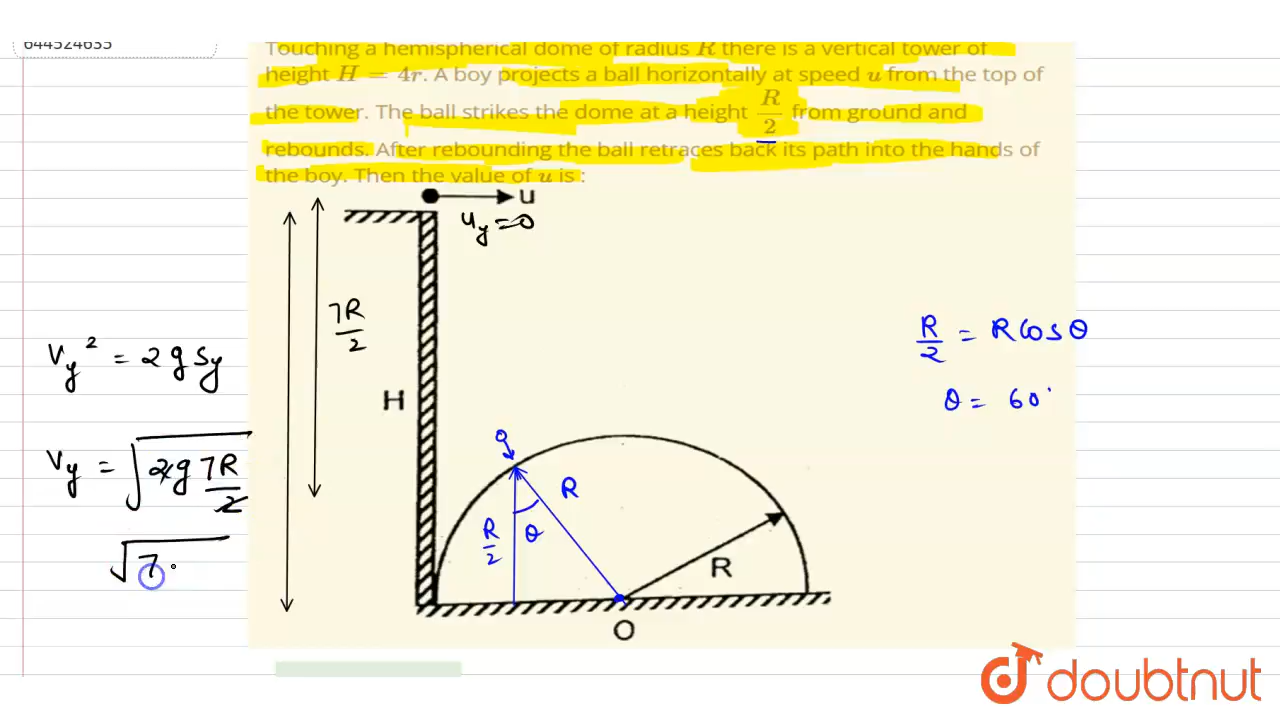 644524635
Touching a hemispherical dome of radius R there is a vertical tower of
height H = 4r. A boy projects a ball horizontally at speed u from the top of
the tower. The ball strikes the dome at a height R/2 from ground and
rebounds. After rebounding the ball retraces back its path into the hands of
the boy. Then the value of u is :
u
u_y = 0
7R/2
R/2 = R cos θ
θ = 60°
v_y² = 2 g s_y
H
v_y = √(2g 7R/2)
R
R/2
θ
√7
R
O
doubtnut